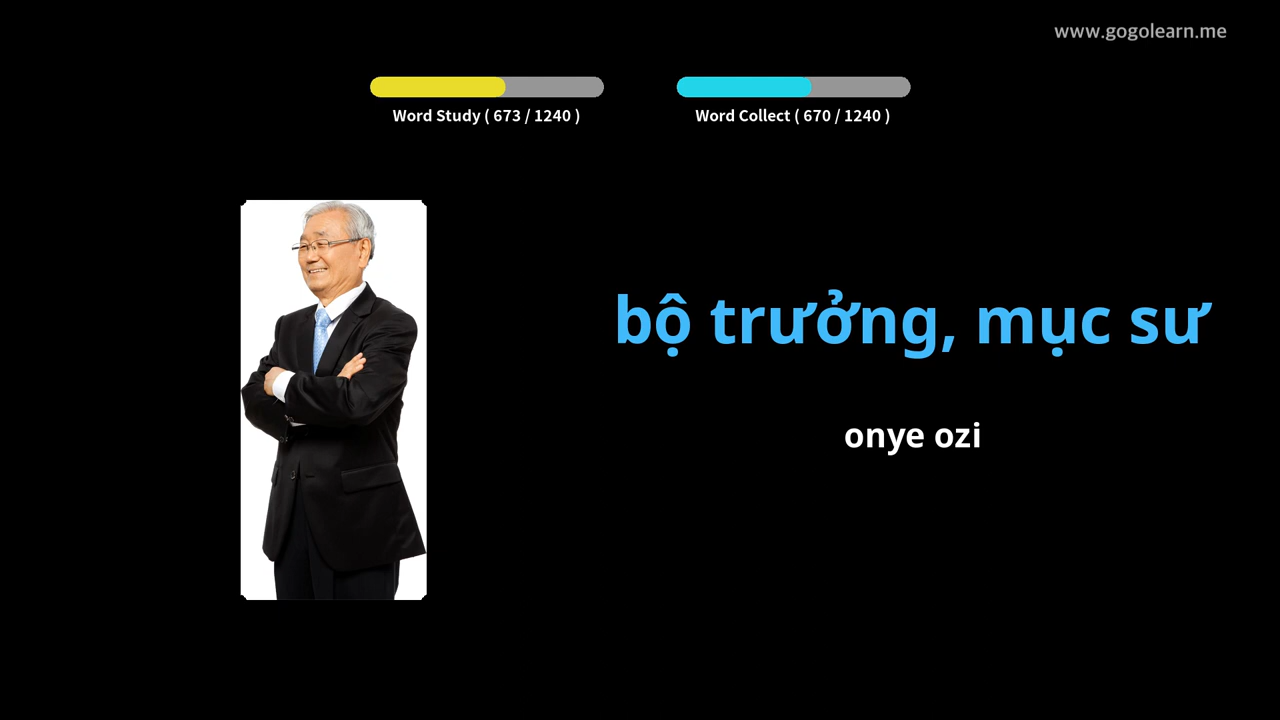 www.gogolearn.me
Word Study ( 673 / 1240 )
Word Collect ( 670 / 1240 )
bộ trưởng, mục sư
onye ozi